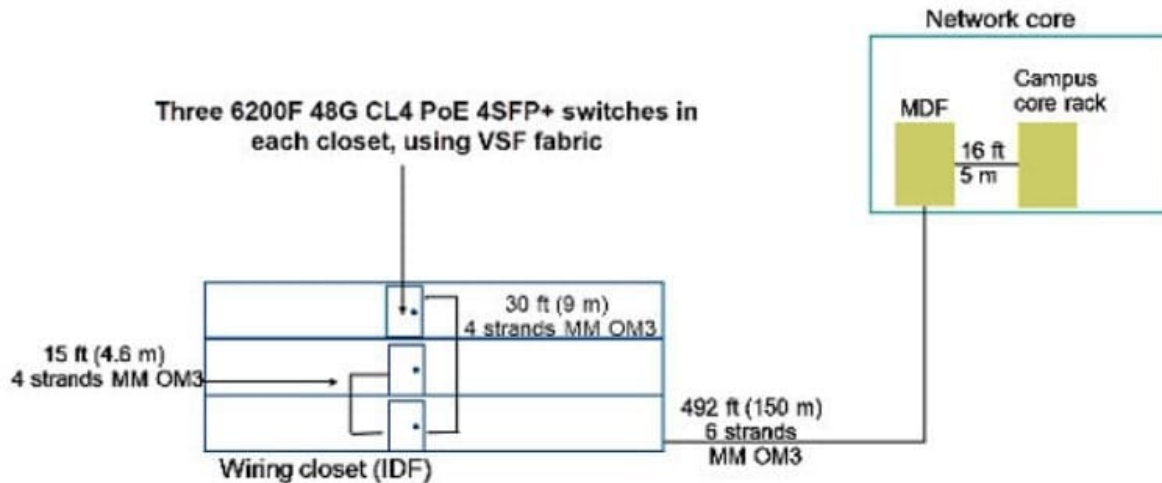 Network core
Three 6200F 48G CL4 PoE 4SFP+ switches in
each closet, using VSF fabric
MDF
Campus
core rack
16 ft
5 m
30 ft (9 m)
4 strands MM OM3
15 ft (4.6 m)
4 strands MM OM3
492 ft (150 m)
6 strands
MM OM3
Wiring closet (IDF)